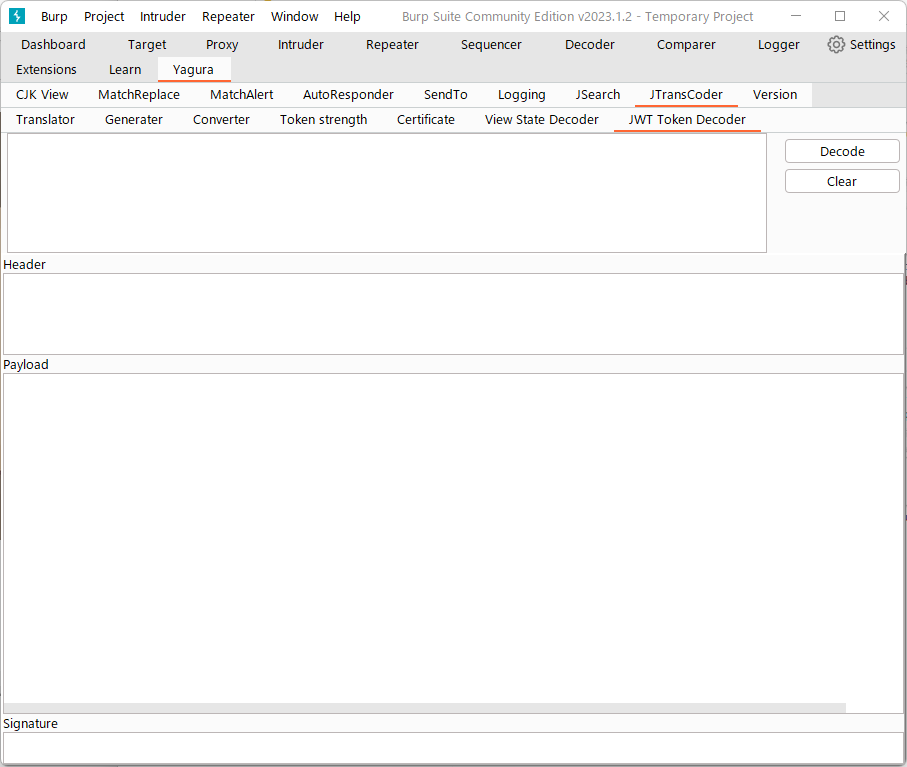 Burp Project Intruder Repeater Window Help Burp Suite Community Edition v2023.1.2 - Temporary Project
Dashboard Target Proxy Intruder Repeater Sequencer Decoder Comparer Logger Settings
Extensions Learn Yagura
CJK View MatchReplace MatchAlert AutoResponder SendTo Logging JSearch JTransCoder Version
Translator Generater Converter Token strength Certificate View State Decoder JWT Token Decoder
Decode
Clear
Header
Payload
Signature